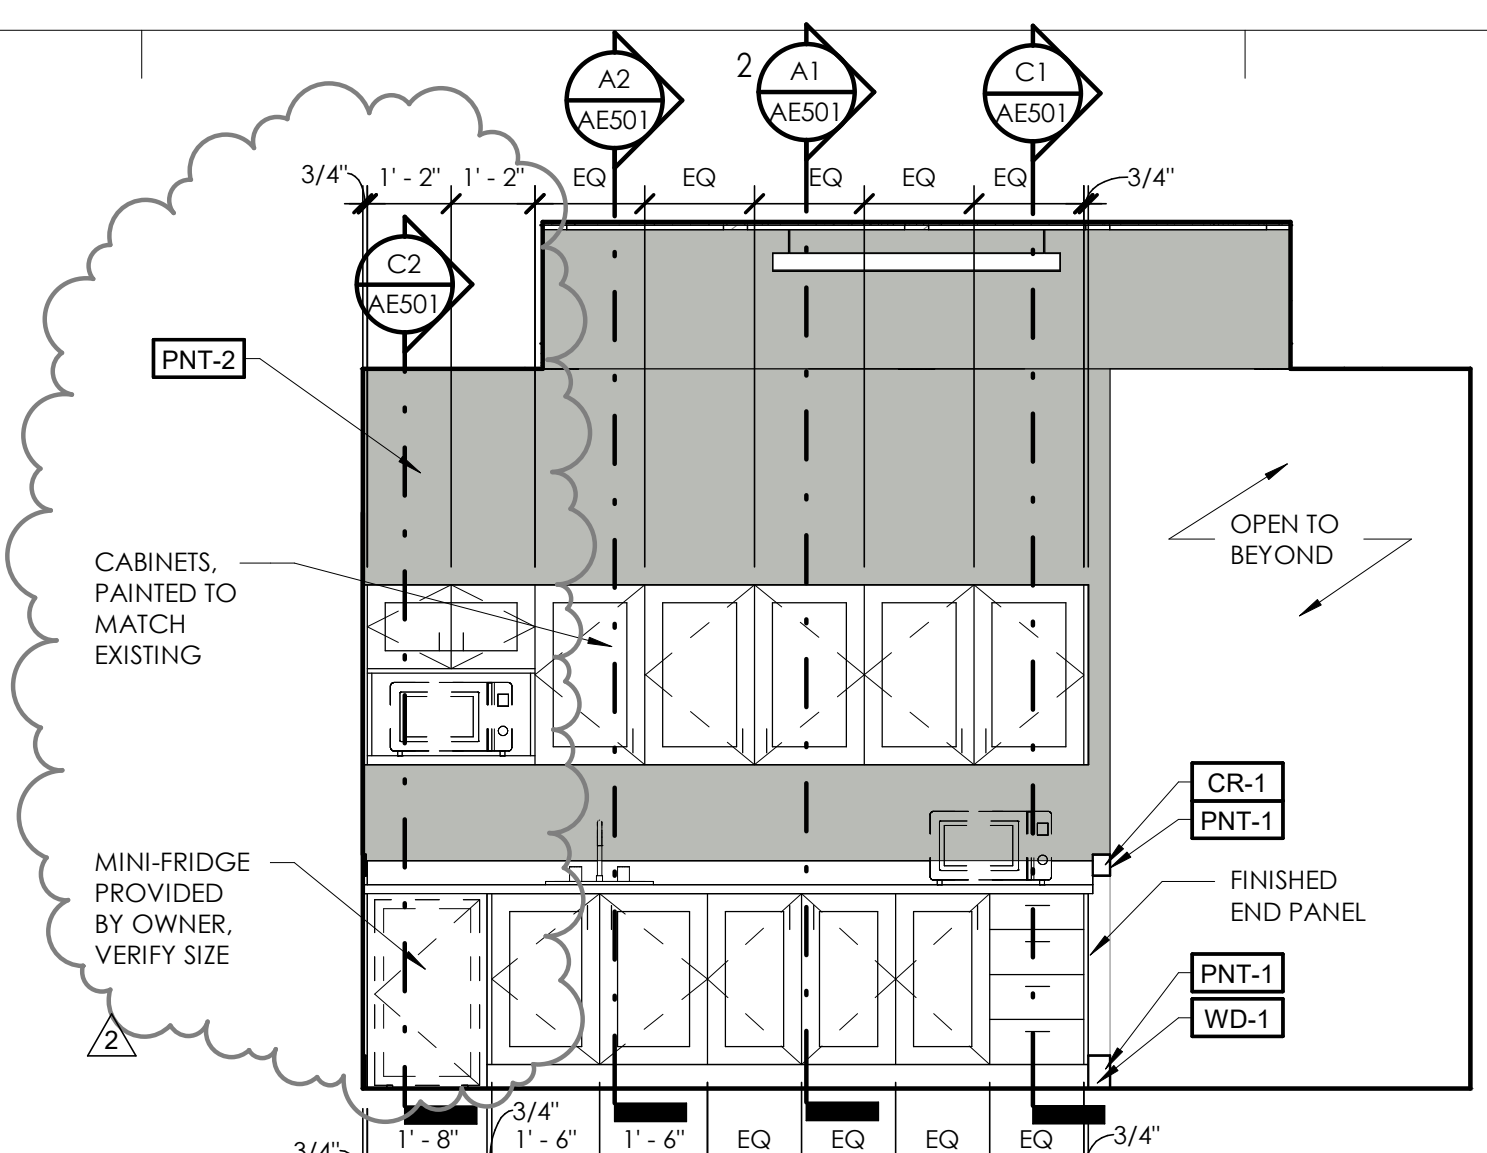 A2
AE501
2
A1
AE501
C1
AE501
3/4"
1' - 2"
1' - 2"
EQ
EQ
EQ
EQ
EQ
3/4"
C2
AE501
PNT-2
OPEN TO
BEYOND
CABINETS,
PAINTED TO
MATCH
EXISTING
CR-1
PNT-1
MINI-FRIDGE
PROVIDED
BY OWNER,
VERIFY SIZE
FINISHED
END PANEL
PNT-1
WD-1
2
3/4"
1' - 8"
3/4"
1' - 6"
1' - 6"
EQ
EQ
EQ
EQ
3/4"